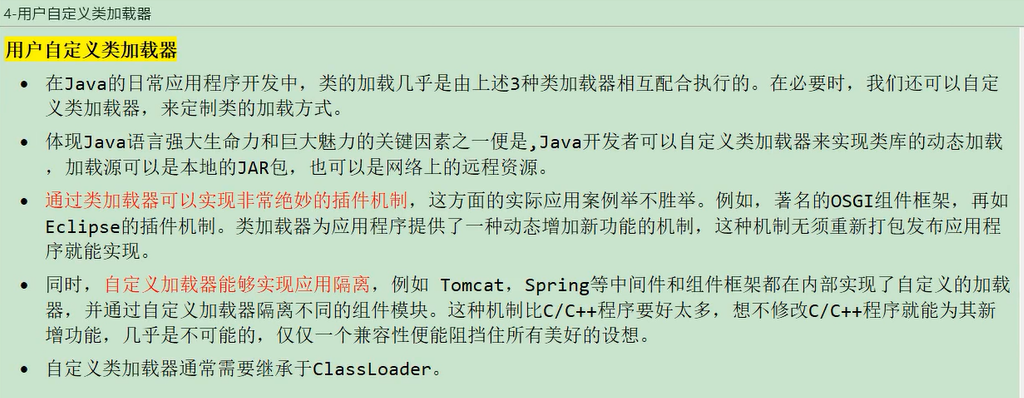 4-用户自定义类加载器
用户自定义类加载器
• 在Java的日常应用程序开发中，类的加载几乎是由上述3种类加载器相互配合执行的。在必要时，我们还可以自定
义类加载器，来定制类的加载方式。
• 体现Java语言强大生命力和巨大魅力的关键因素之一便是,Java开发者可以自定义类加载器来实现类库的动态加载
，加载源可以是本地的JAR包，也可以是网络上的远程资源。
• 通过类加载器可以实现非常绝妙的插件机制，这方面的实际应用案例举不胜举。例如，著名的OSGI组件框架，再如
Eclipse的插件机制。类加载器为应用程序提供了一种动态增加新功能的机制，这种机制无须重新打包发布应用程
序就能实现。
• 同时，自定义加载器能够实现应用隔离，例如 Tomcat，Spring等中间件和组件框架都在内部实现了自定义的加载
器，并通过自定义加载器隔离不同的组件模块。这种机制比C/C++程序要好太多，想不修改C/C++程序就能为其新
增功能，几乎是不可能的，仅仅一个兼容性便能阻挡住所有美好的设想。
• 自定义类加载器通常需要继承于ClassLoader。